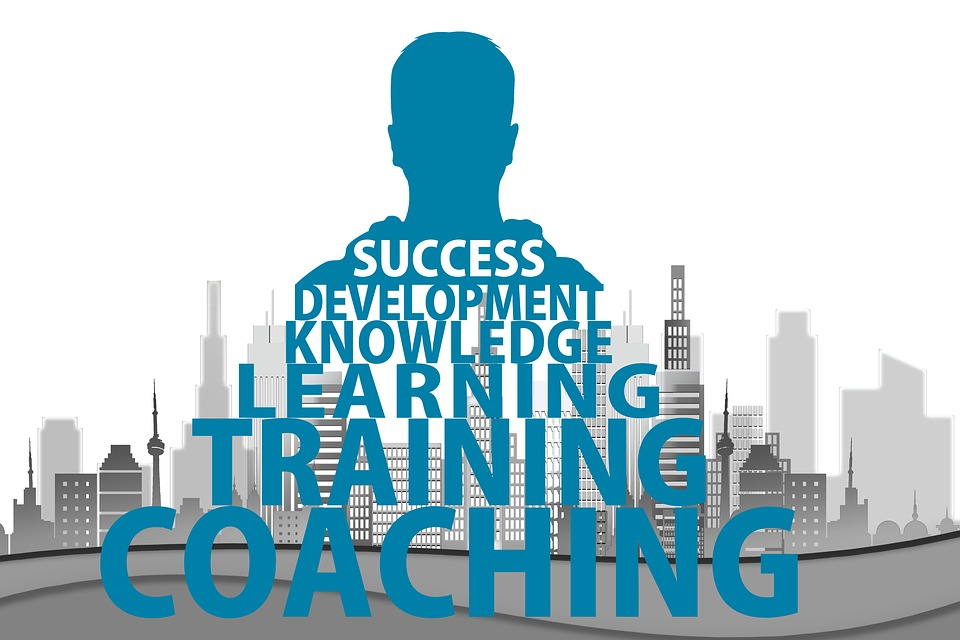 SUCCESS
DEVELOPMENT
KNOWLEDGE
LEARNING
TRAINING
COACHING